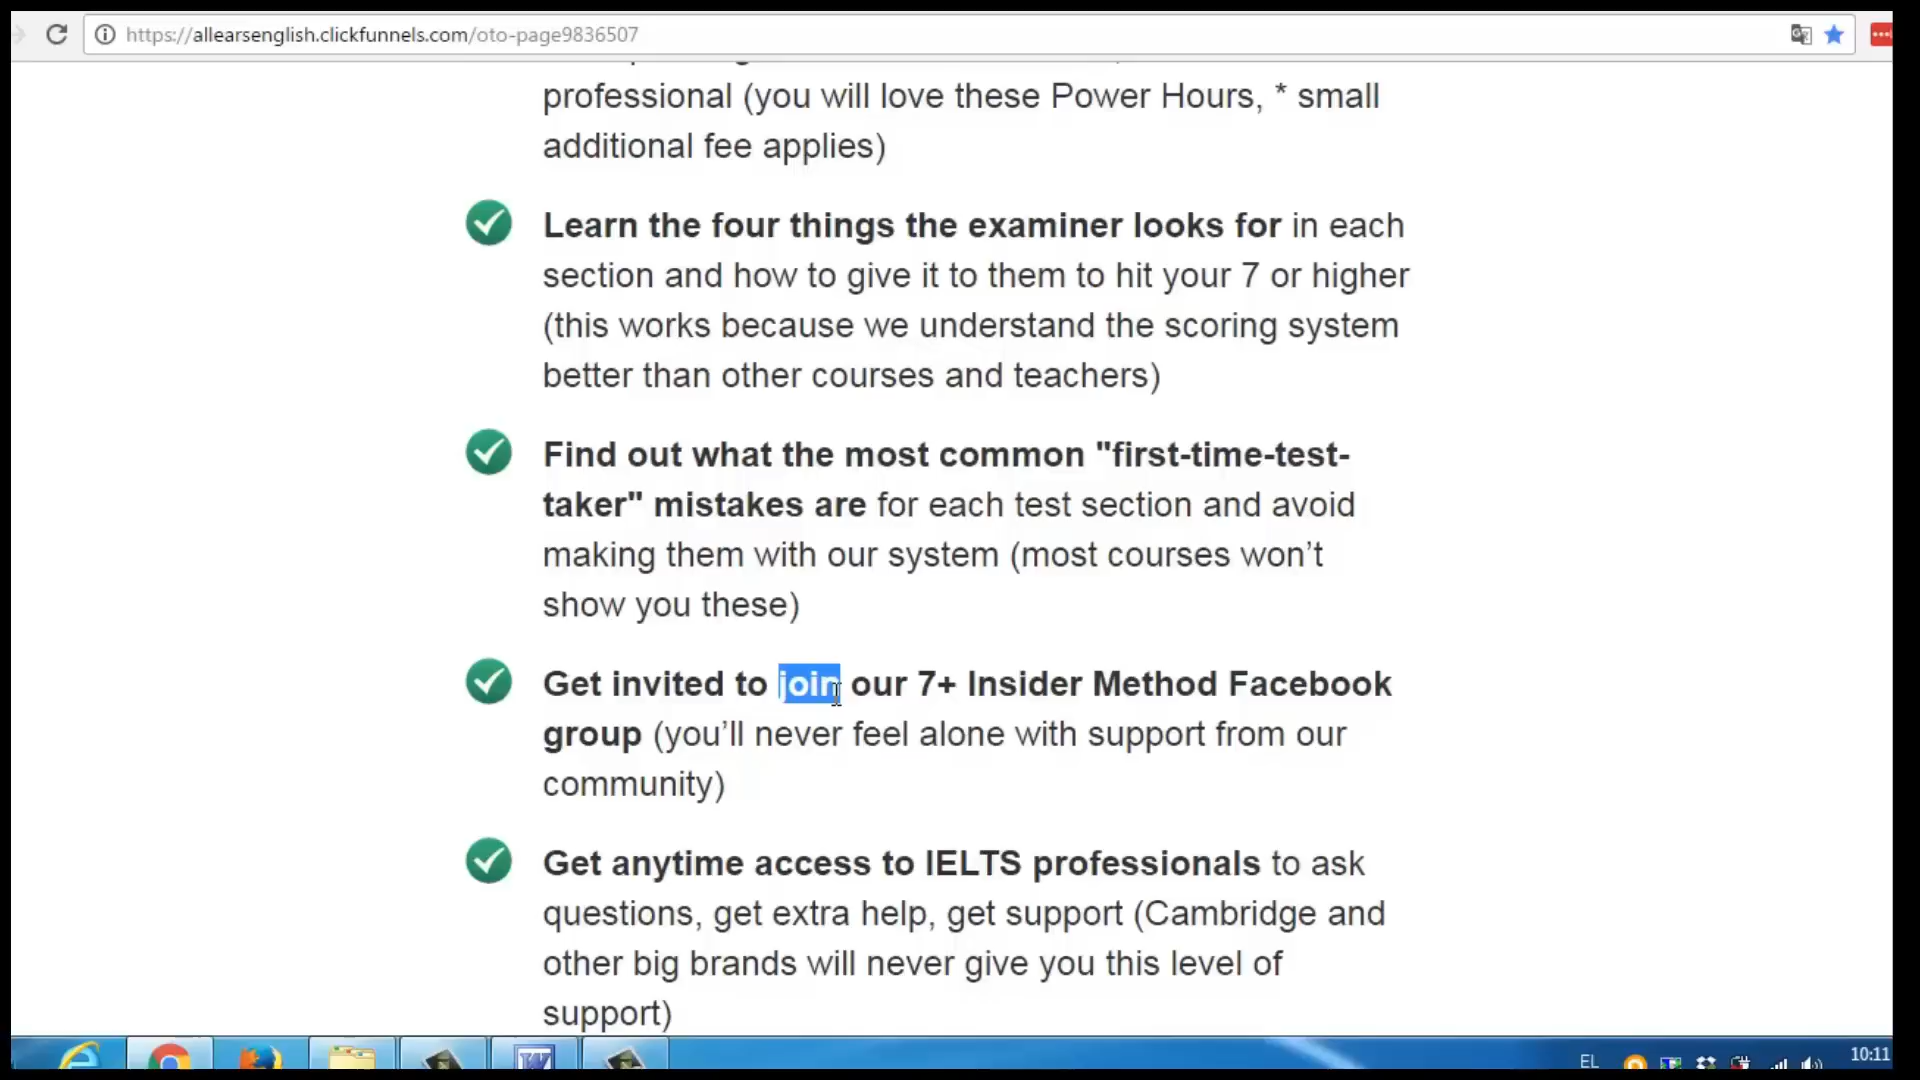 https://allearsenglish.clickfunnels.com/oto-page9836507
professional (you will love these Power Hours, * small
additional fee applies)
Learn the four things the examiner looks for in each
section and how to give it to them to hit your 7 or higher
(this works because we understand the scoring system
better than other courses and teachers)
Find out what the most common "first-time-test-
taker" mistakes are for each test section and avoid
making them with our system (most courses won’t
show you these)
Get invited to join our 7+ Insider Method Facebook
group (you’ll never feel alone with support from our
community)
Get anytime access to IELTS professionals to ask
questions, get extra help, get support (Cambridge and
other big brands will never give you this level of
support)
EL
10:11